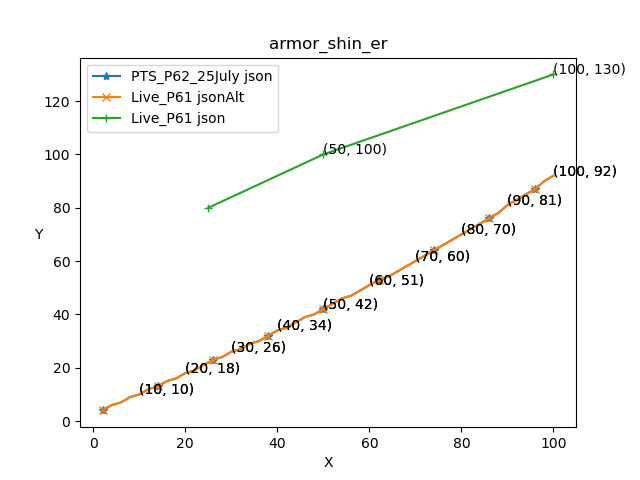 armor_shin_er
PTS_P62_25July json
Live_P61 jsonAlt
Live_P61 json
(100, 130)
(50, 100)
(100, 92)
(90, 81)
(80, 70)
(70, 60)
(60, 51)
(50, 42)
(40, 34)
(30, 26)
(20, 18)
(10, 10)
Y
120
100
80
60
40
20
0
0 20 40 60 80 100
X